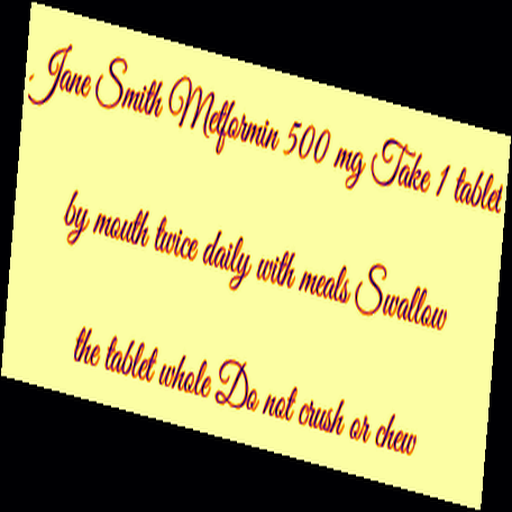 Jane Smith Metformin 500 mg Take 1 tablet
by mouth twice daily with meals Swallow
the tablet whole Do not crush or chew